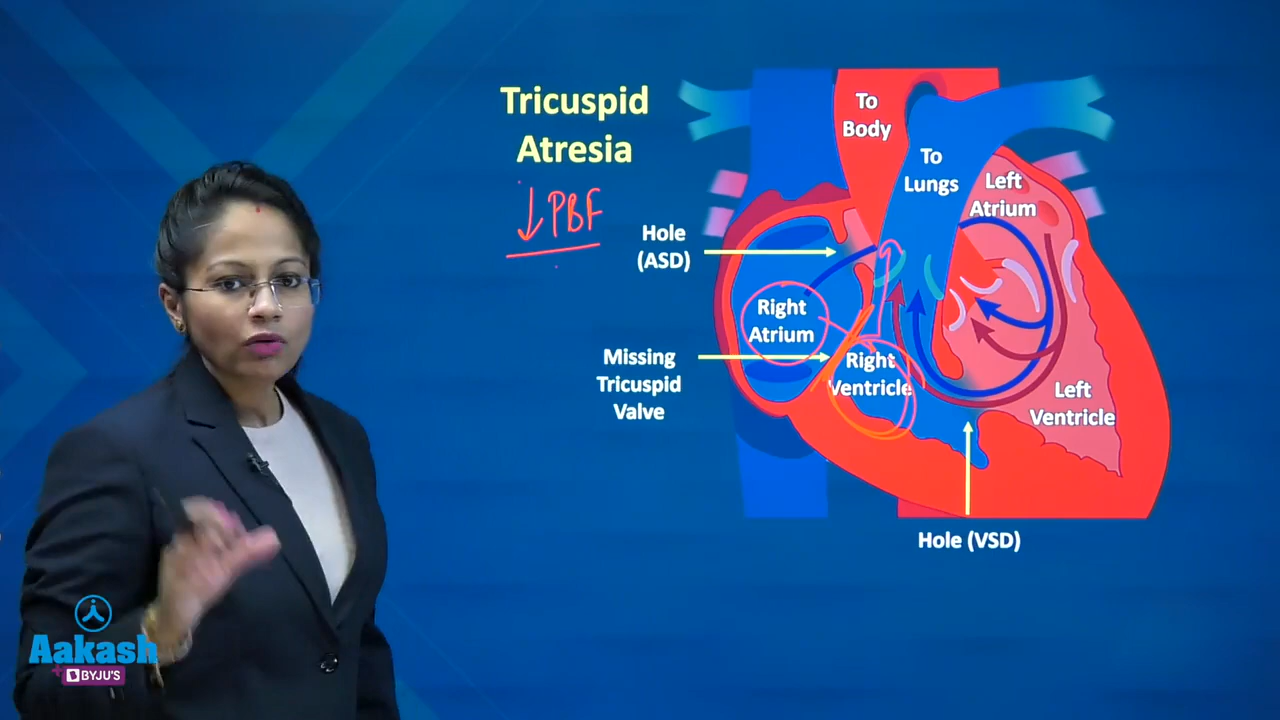 Tricuspid
Atresia
↓ PBF
To
Body
To
Lungs
Left
Atrium
Hole
(ASD)
Right
Atrium
Missing
Tricuspid
Valve
Right
Ventricle
Left
Ventricle
Hole (VSD)
Aakash
+ BYJU'S